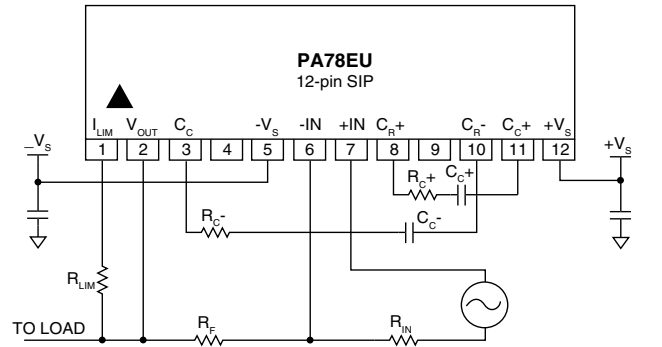 PA78EU
12-pin SIP
I_LIM V_OUT C_C -V_S -IN +IN C_R+ C_R- C_C+ +V_S
1 2 3 4 5 6 7 8 9 10 11 12
_V_S
+V_S
R_C+ C_C+
R_C- C_C-
R_LIM
TO LOAD R_F R_IN